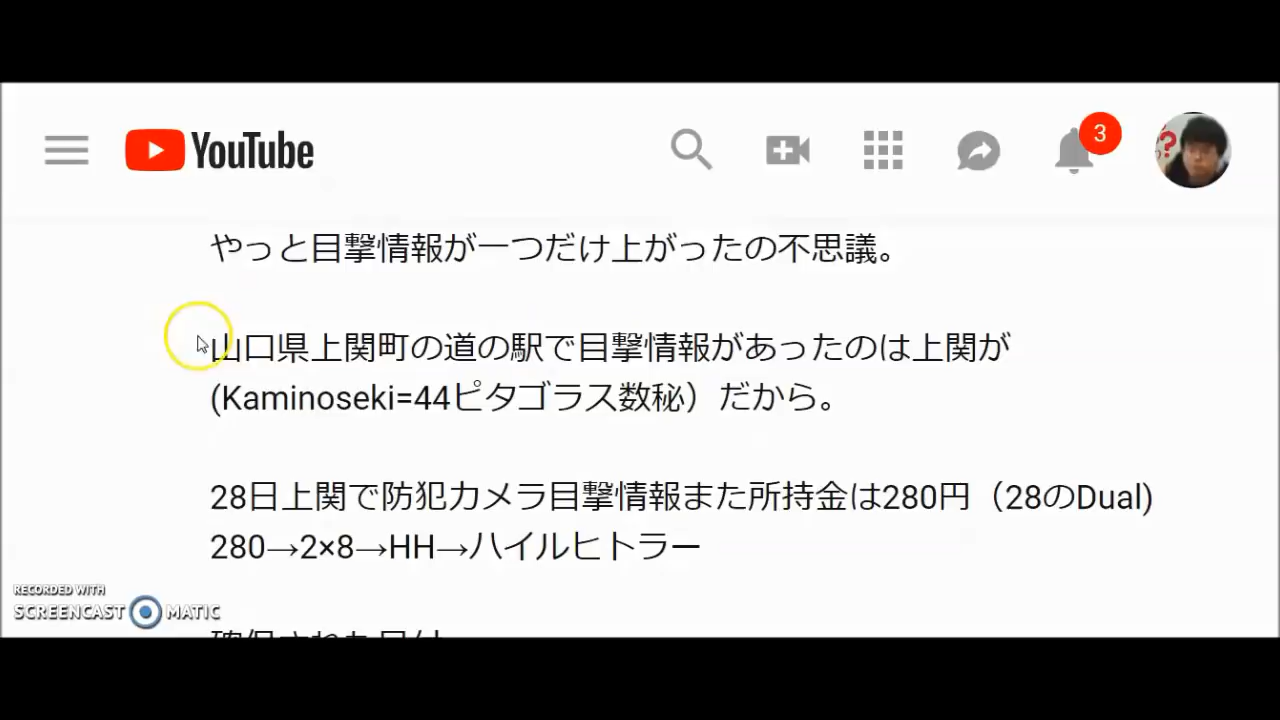 YouTube
3
やっと目撃情報が一つだけ上がったの不思議。
山口県上関町の道の駅で目撃情報があったのは上関が
(Kaminoseki=44ピタゴラス数秘）だから。
28日上関で防犯カメラ目撃情報また所持金は280円（28のDual)
280→2×8→HH→ハイルヒトラー
RECORDED WITH
SCREENCAST MATIC